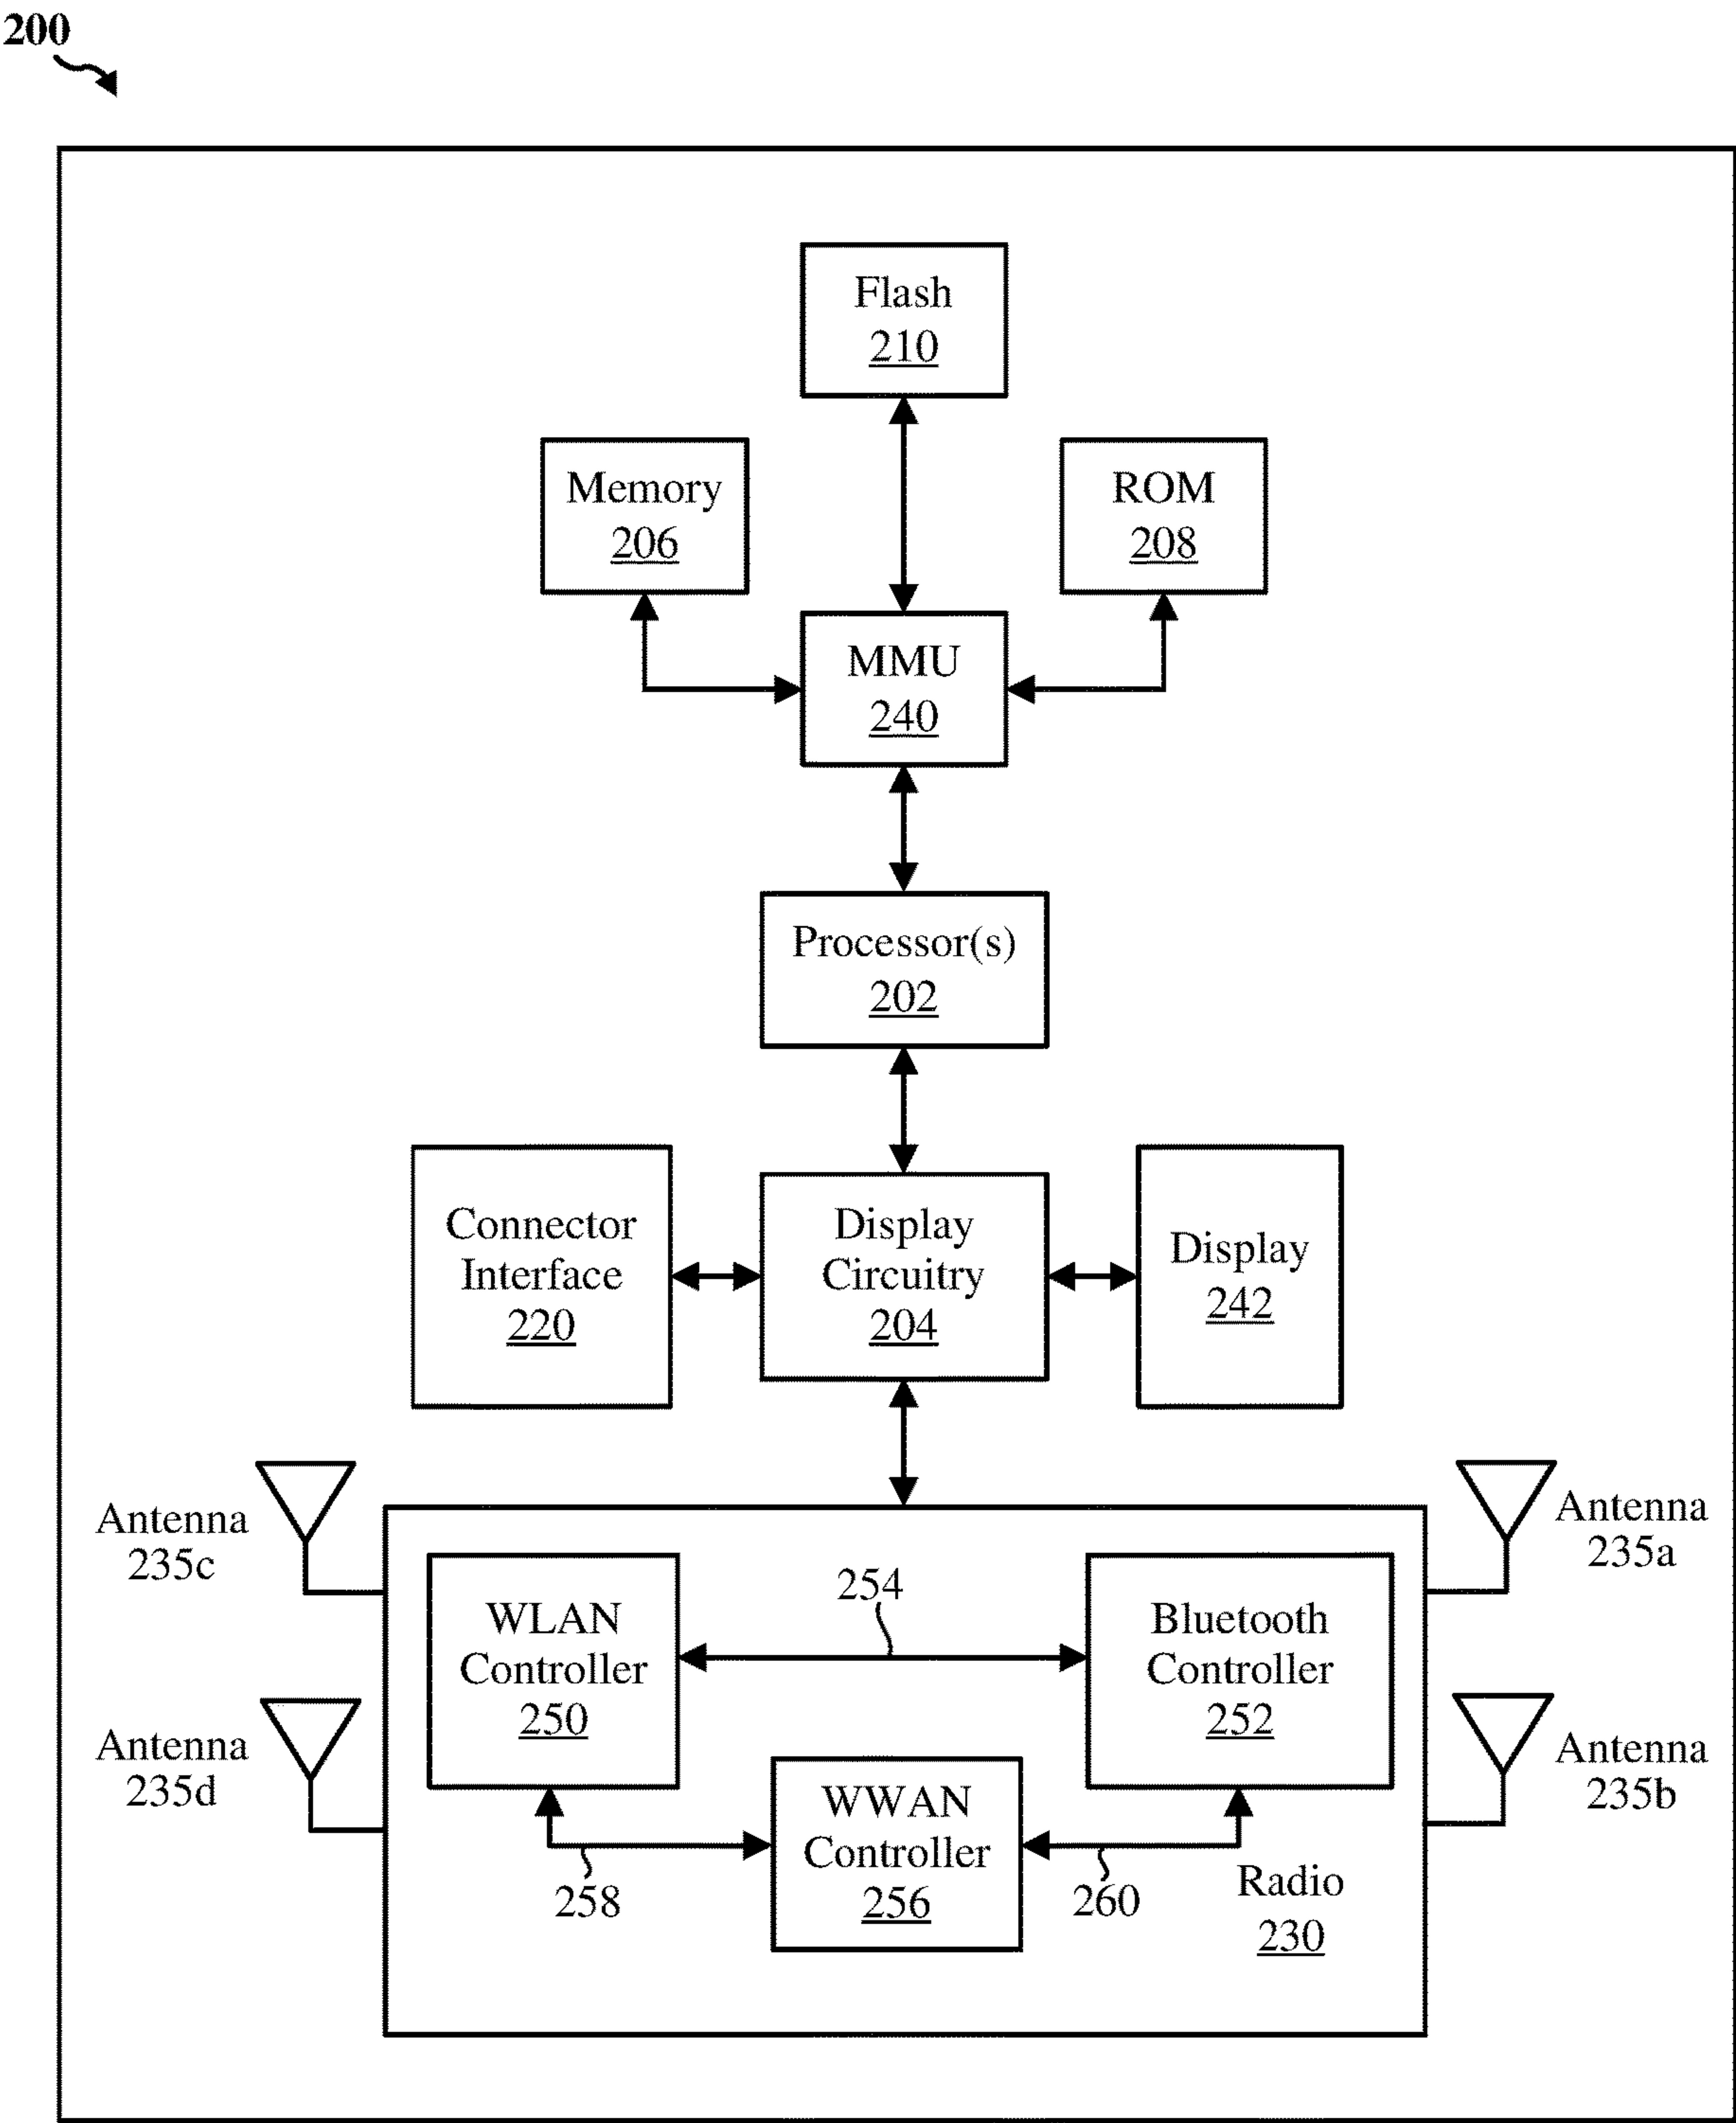 200
Flash
210
Memory
206
ROM
208
MMU
240
Processor(s)
202
Connector
Interface
220
Display
Circuitry
204
Display
242
Antenna
235c
Antenna
235a
WLAN
Controller
250
254
Bluetooth
Controller
252
Antenna
235d
Antenna
235b
WWAN
Controller
256
258
260
Radio
230